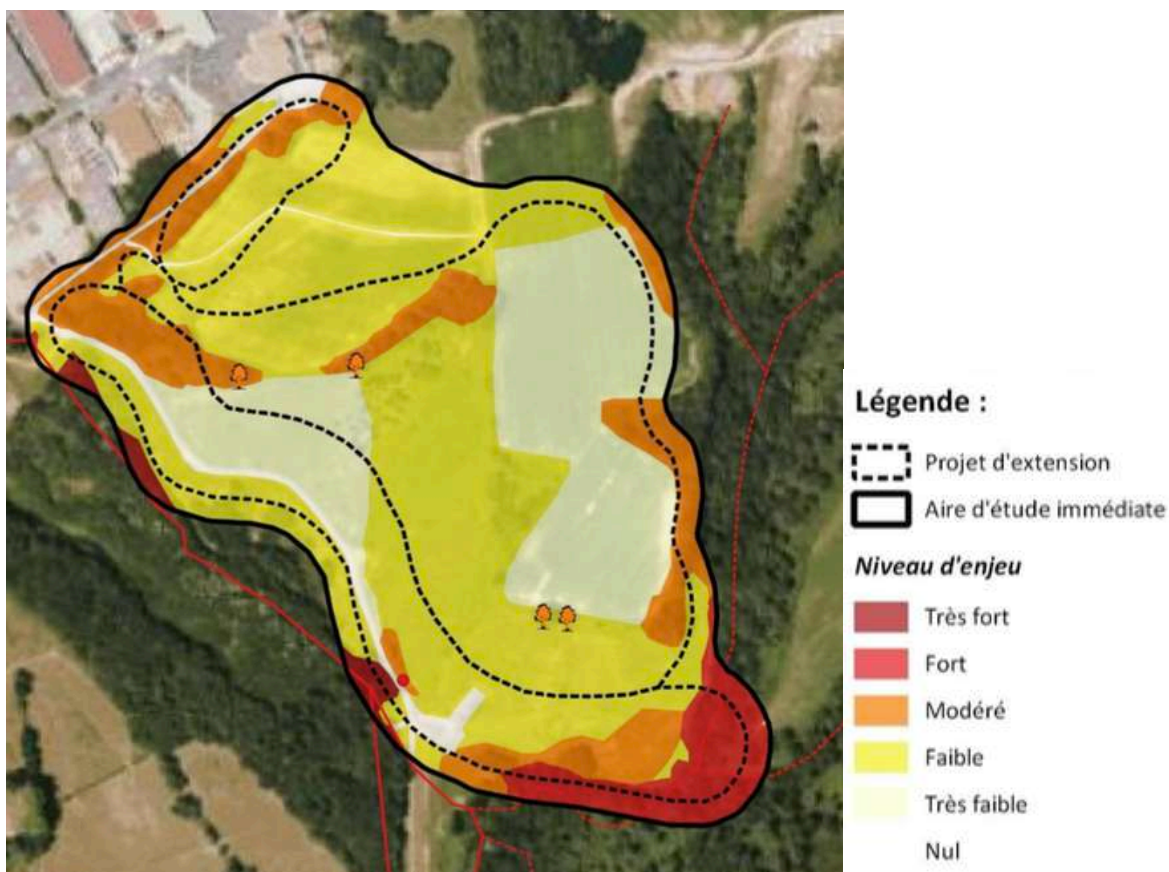 Légende :
Projet d'extension
Aire d'étude immédiate
Niveau d'enjeu
Très fort
Fort
Modéré
Faible
Très faible
Nul